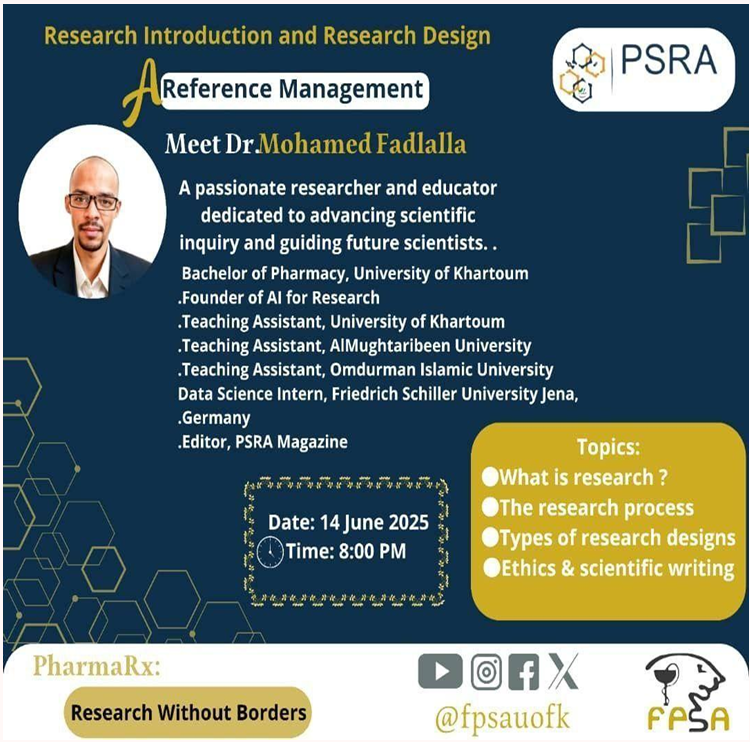 Research Introduction and Research Design
PSRA
A Reference Management
Meet Dr.Mohamed Fadlalla
A passionate researcher and educator
dedicated to advancing scientific
inquiry and guiding future scientists. .
Bachelor of Pharmacy, University of Khartoum
.Founder of AI for Research
.Teaching Assistant, University of Khartoum
.Teaching Assistant, AlMughtaribeen University
.Teaching Assistant, Omdurman Islamic University
Data Science Intern, Friedrich Schiller University Jena,
.Germany
.Editor, PSRA Magazine
Topics:
●What is research ?
●The research process
●Types of research designs
●Ethics & scientific writing
Date: 14 June 2025
Time: 8:00 PM
PharmaRx:
Research Without Borders
@fpsauofk
FPSA